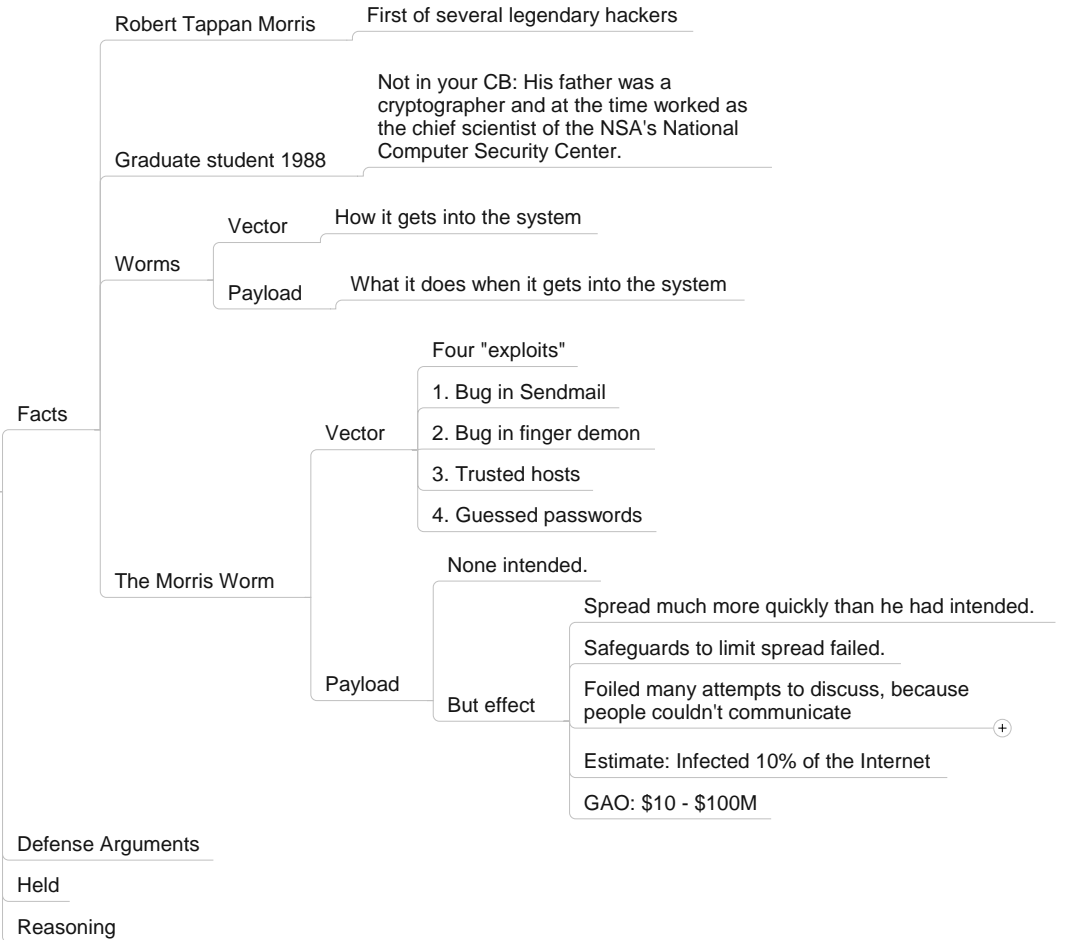 Robert Tappan Morris
First of several legendary hackers
Graduate student 1988
Not in your CB: His father was a
cryptographer and at the time worked as
the chief scientist of the NSA's National
Computer Security Center.
Worms
Vector
How it gets into the system
Payload
What it does when it gets into the system
Facts
The Morris Worm
Vector
Four "exploits"
1. Bug in Sendmail
2. Bug in finger demon
3. Trusted hosts
4. Guessed passwords
Payload
None intended.
But effect
Spread much more quickly than he had intended.
Safeguards to limit spread failed.
Foiled many attempts to discuss, because
people couldn't communicate
+
Estimate: Infected 10% of the Internet
GAO: $10 - $100M
Defense Arguments
Held
Reasoning